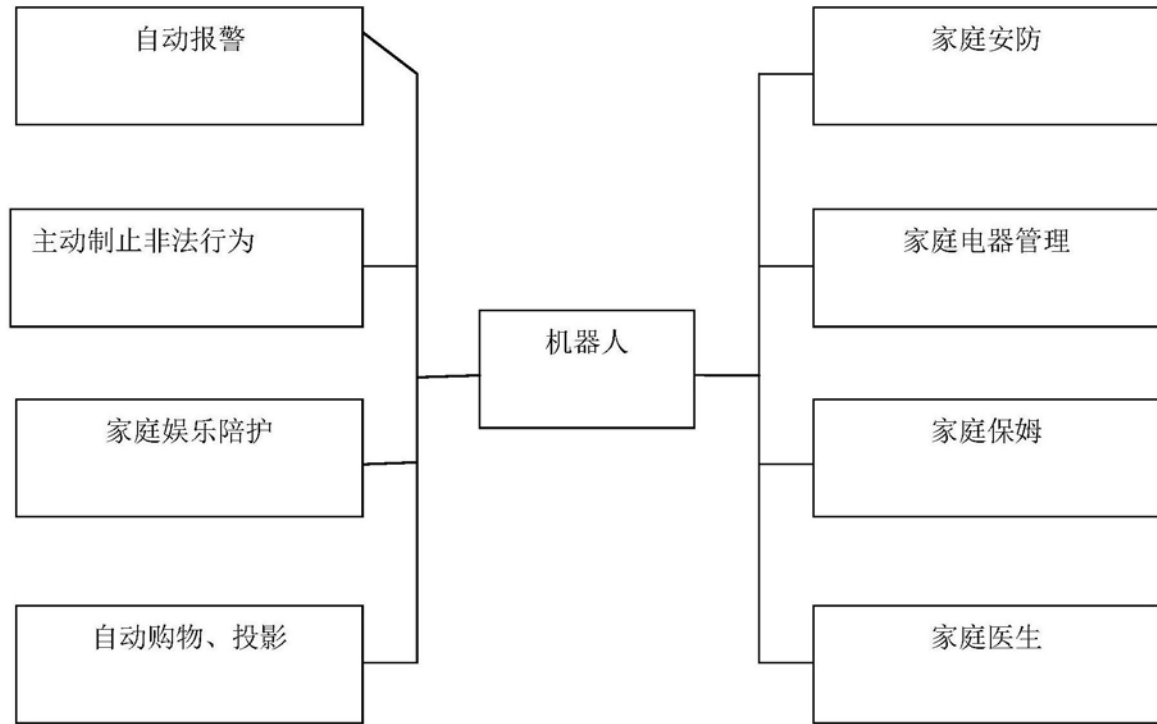 自动报警
主动制止非法行为
家庭娱乐陪护
自动购物、投影
机器人
家庭安防
家庭电器管理
家庭保姆
家庭医生